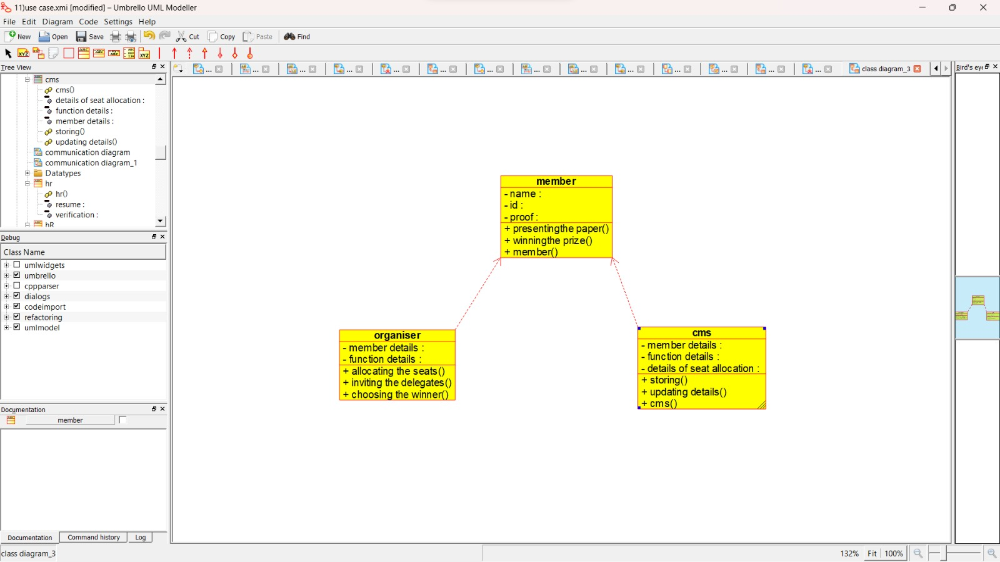 11)use case.xmi [modified] – Umbrello UML Modeller
File Edit Diagram Code Settings Help
New Open Save Cut Copy Paste Find
XYZ ABC XYZ
Tree View
... ... ... ... ... ... ... ... ... ... ... ... ... ... class diagram_3
Bird's eye
cms
cms()
details of seat allocation :
function details :
member details :
storing()
updating details()
communication diagram
communication diagram_1
Datatypes
hr
hr()
resume :
verification :
hR
Debug
Class Name
umlwidgets
umbrello
cppparser
dialogs
codeimport
refactoring
umlmodel
Documentation
member
Documentation Command history Log
member
- name :
- id :
- proof :
+ presentingthe paper()
+ winningthe prize()
+ member()
organiser
- member details :
- function details :
+ allocating the seats()
+ inviting the delegates()
+ choosing the winner()
cms
- member details :
- function details :
- details of seat allocation :
+ storing()
+ updating details()
+ cms()
class diagram_3
132% Fit 100%